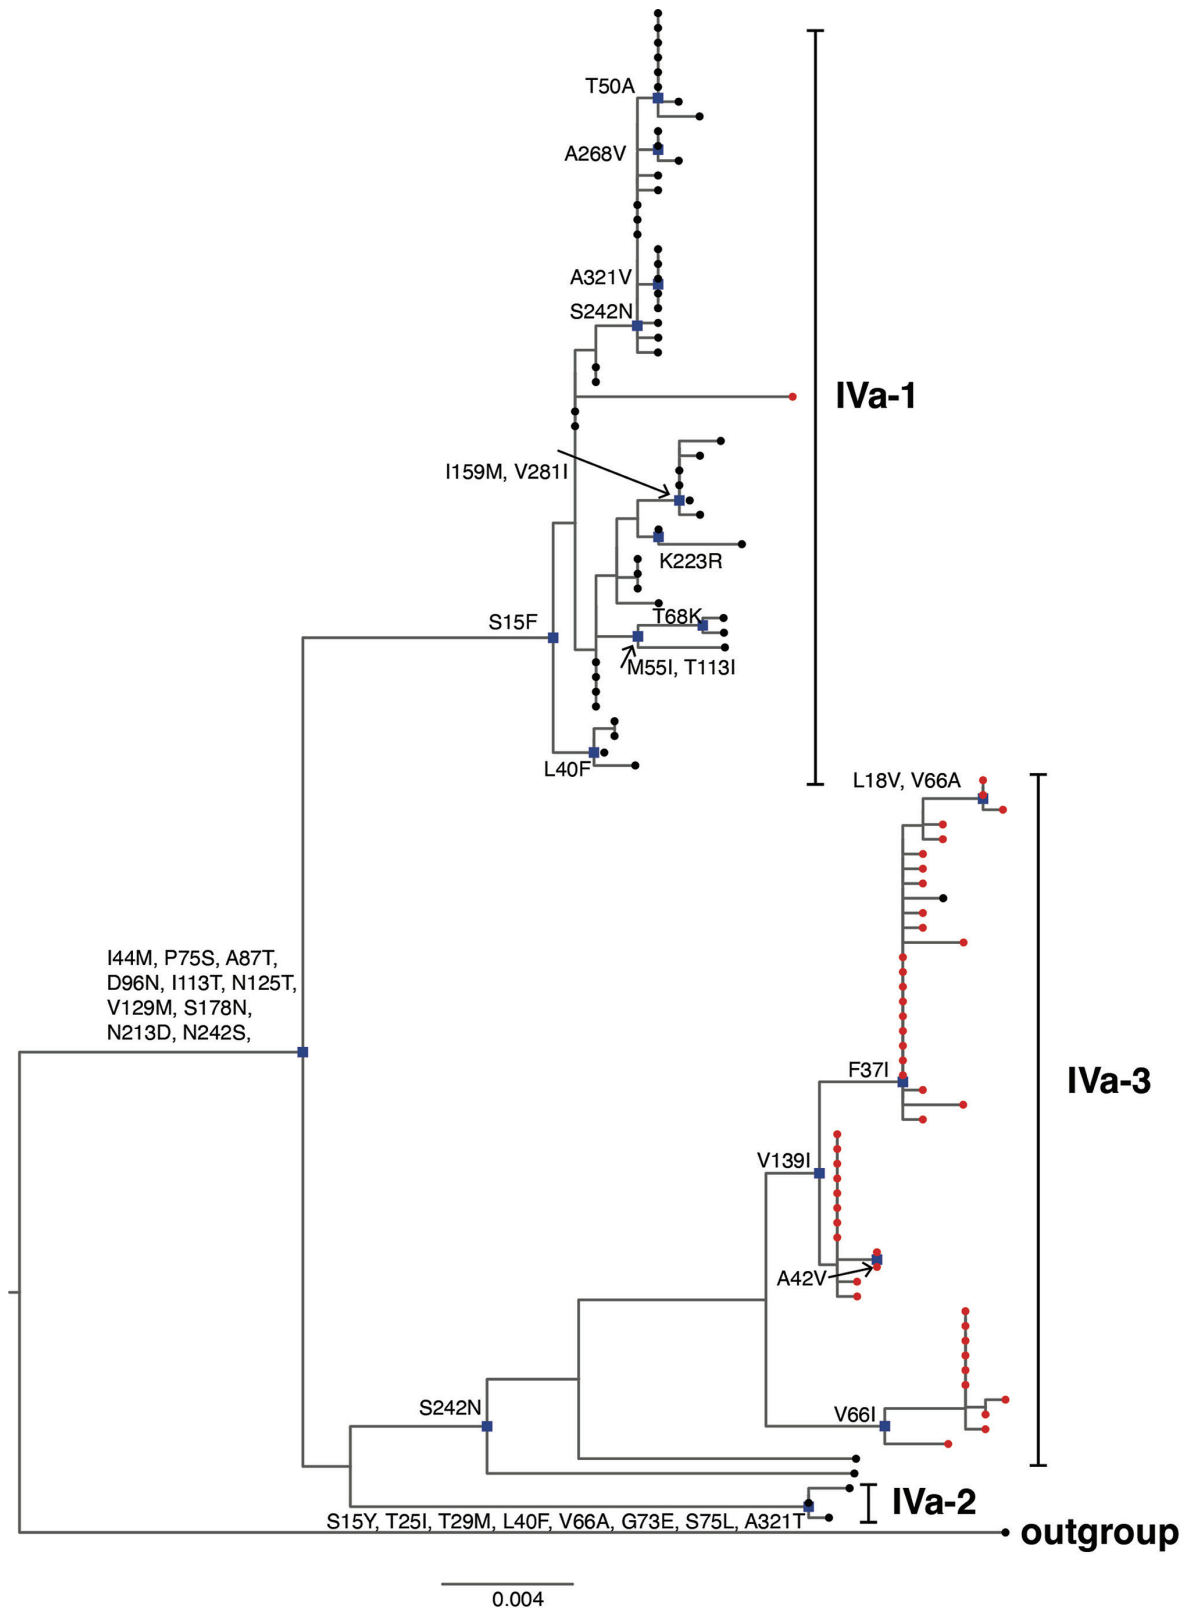 T50A
A268V
A321V
S242N
IVa-1
I159M, V281I
K223R
T68K
S15F
M55I, T113I
L40F
L18V, V66A
I44M, P75S, A87T,
D96N, I113T, N125T,
V129M, S178N,
N213D, N242S,
F37I
IVa-3
V139I
A42V
S242N
V66I
IVa-2
S15Y, T25I, T29M, L40F, V66A, G73E, S75L, A321T
outgroup
0.004